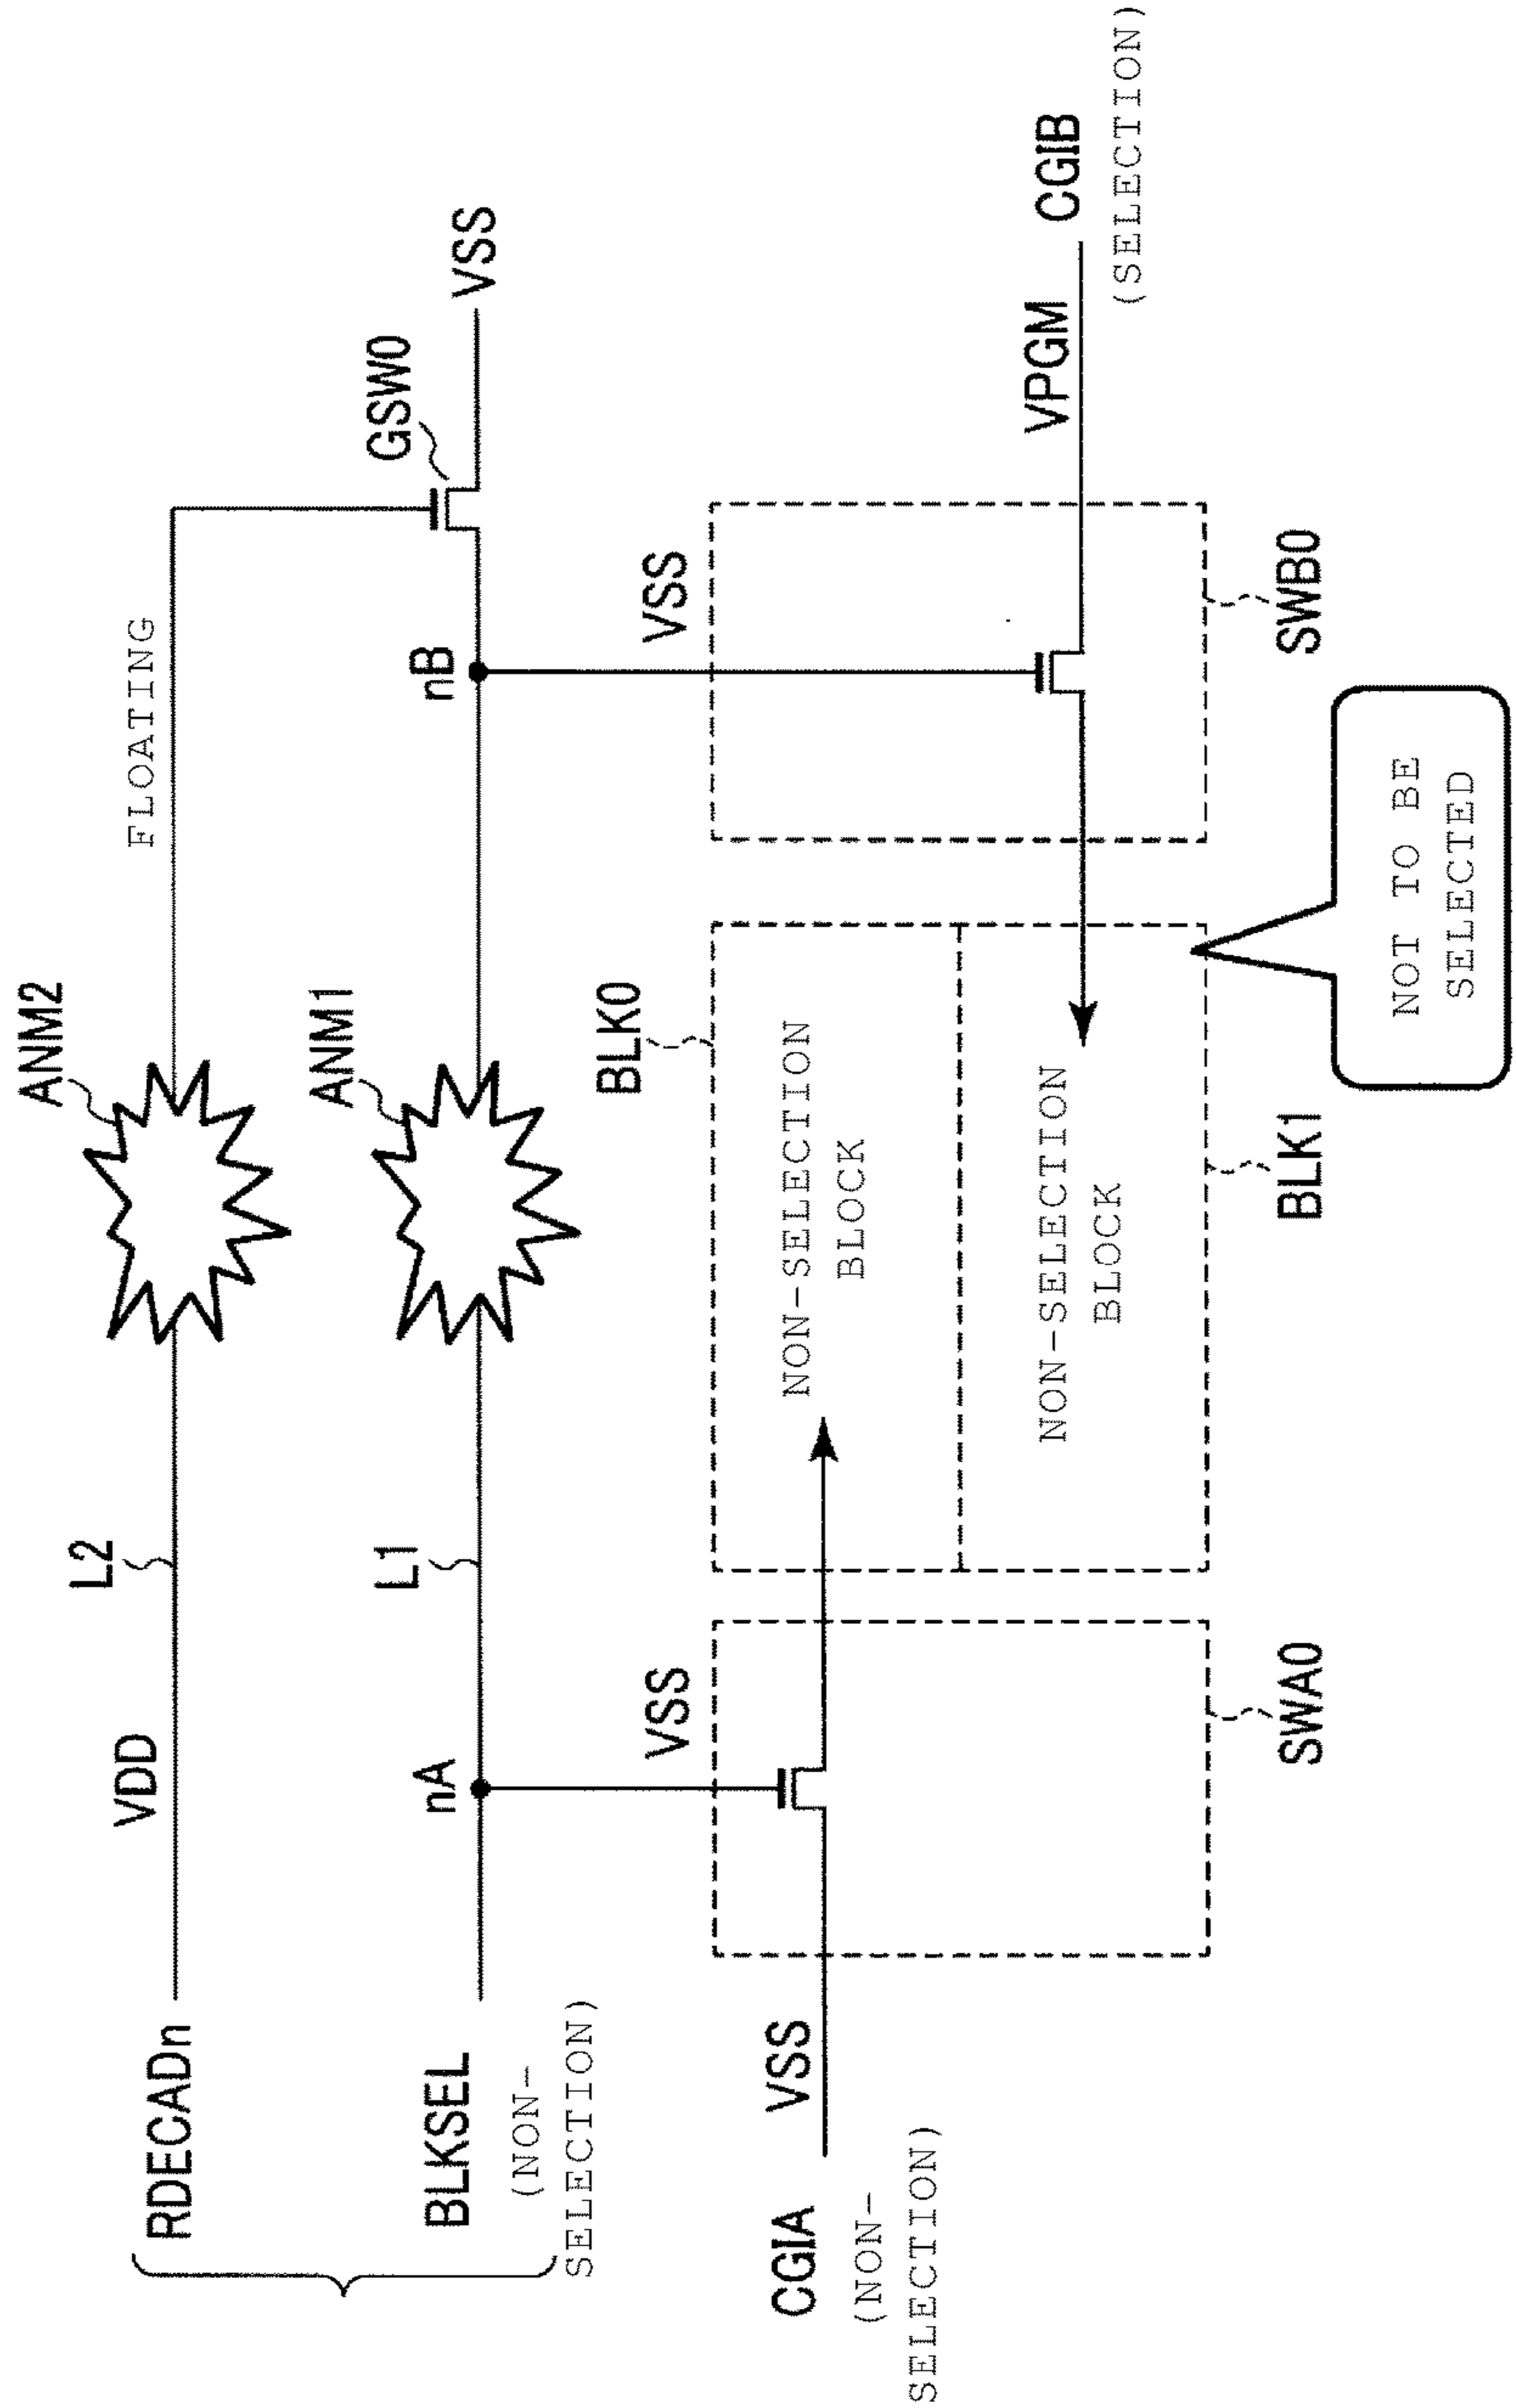 ANM2
L2
FLOATING
VDD
RDECADn
ANM1
L1
GSW0
nA
nB
VSS
BLKSEL
(NON-
SELECTION)
VSS
BLK0
VSS
CGIA
VSS
(NON-
SELECTION)
NON-SELECTION
BLOCK
NON-SELECTION
BLOCK
VPGM
CGIB
(SELECTION)
SWA0
BLK1
SWB0
NOT TO BE
SELECTED